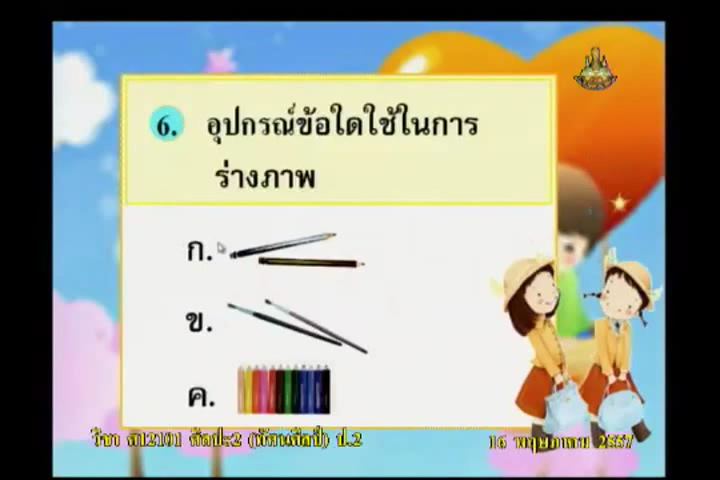 6. อุปกรณ์ข้อใดใช้ในการ
ร่างภาพ
ก.
ข.
ค.
วิชา ศ12101 ศิลปะ2 (ทัศนศิลป์) ป.2
16 พฤษภาคม 2557